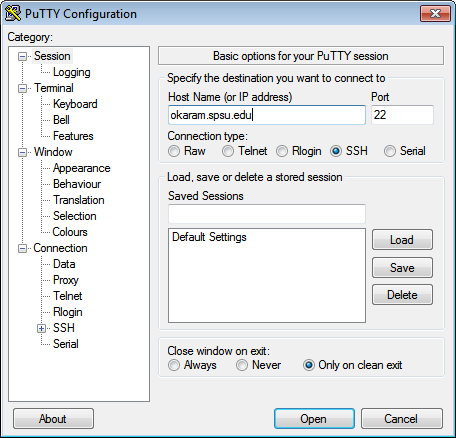 PuTTY Configuration
Category:
Session
Logging
Terminal
Keyboard
Bell
Features
Window
Appearance
Behaviour
Translation
Selection
Colours
Connection
Data
Proxy
Telnet
Rlogin
SSH
Serial
Basic options for your PuTTY session
Specify the destination you want to connect to
Host Name (or IP address) Port
okaram.spsu.edu 22
Connection type:
Raw Telnet Rlogin SSH Serial
Load, save or delete a stored session
Saved Sessions
Default Settings
Load
Save
Delete
Close window on exit:
Always Never Only on clean exit
About Open Cancel